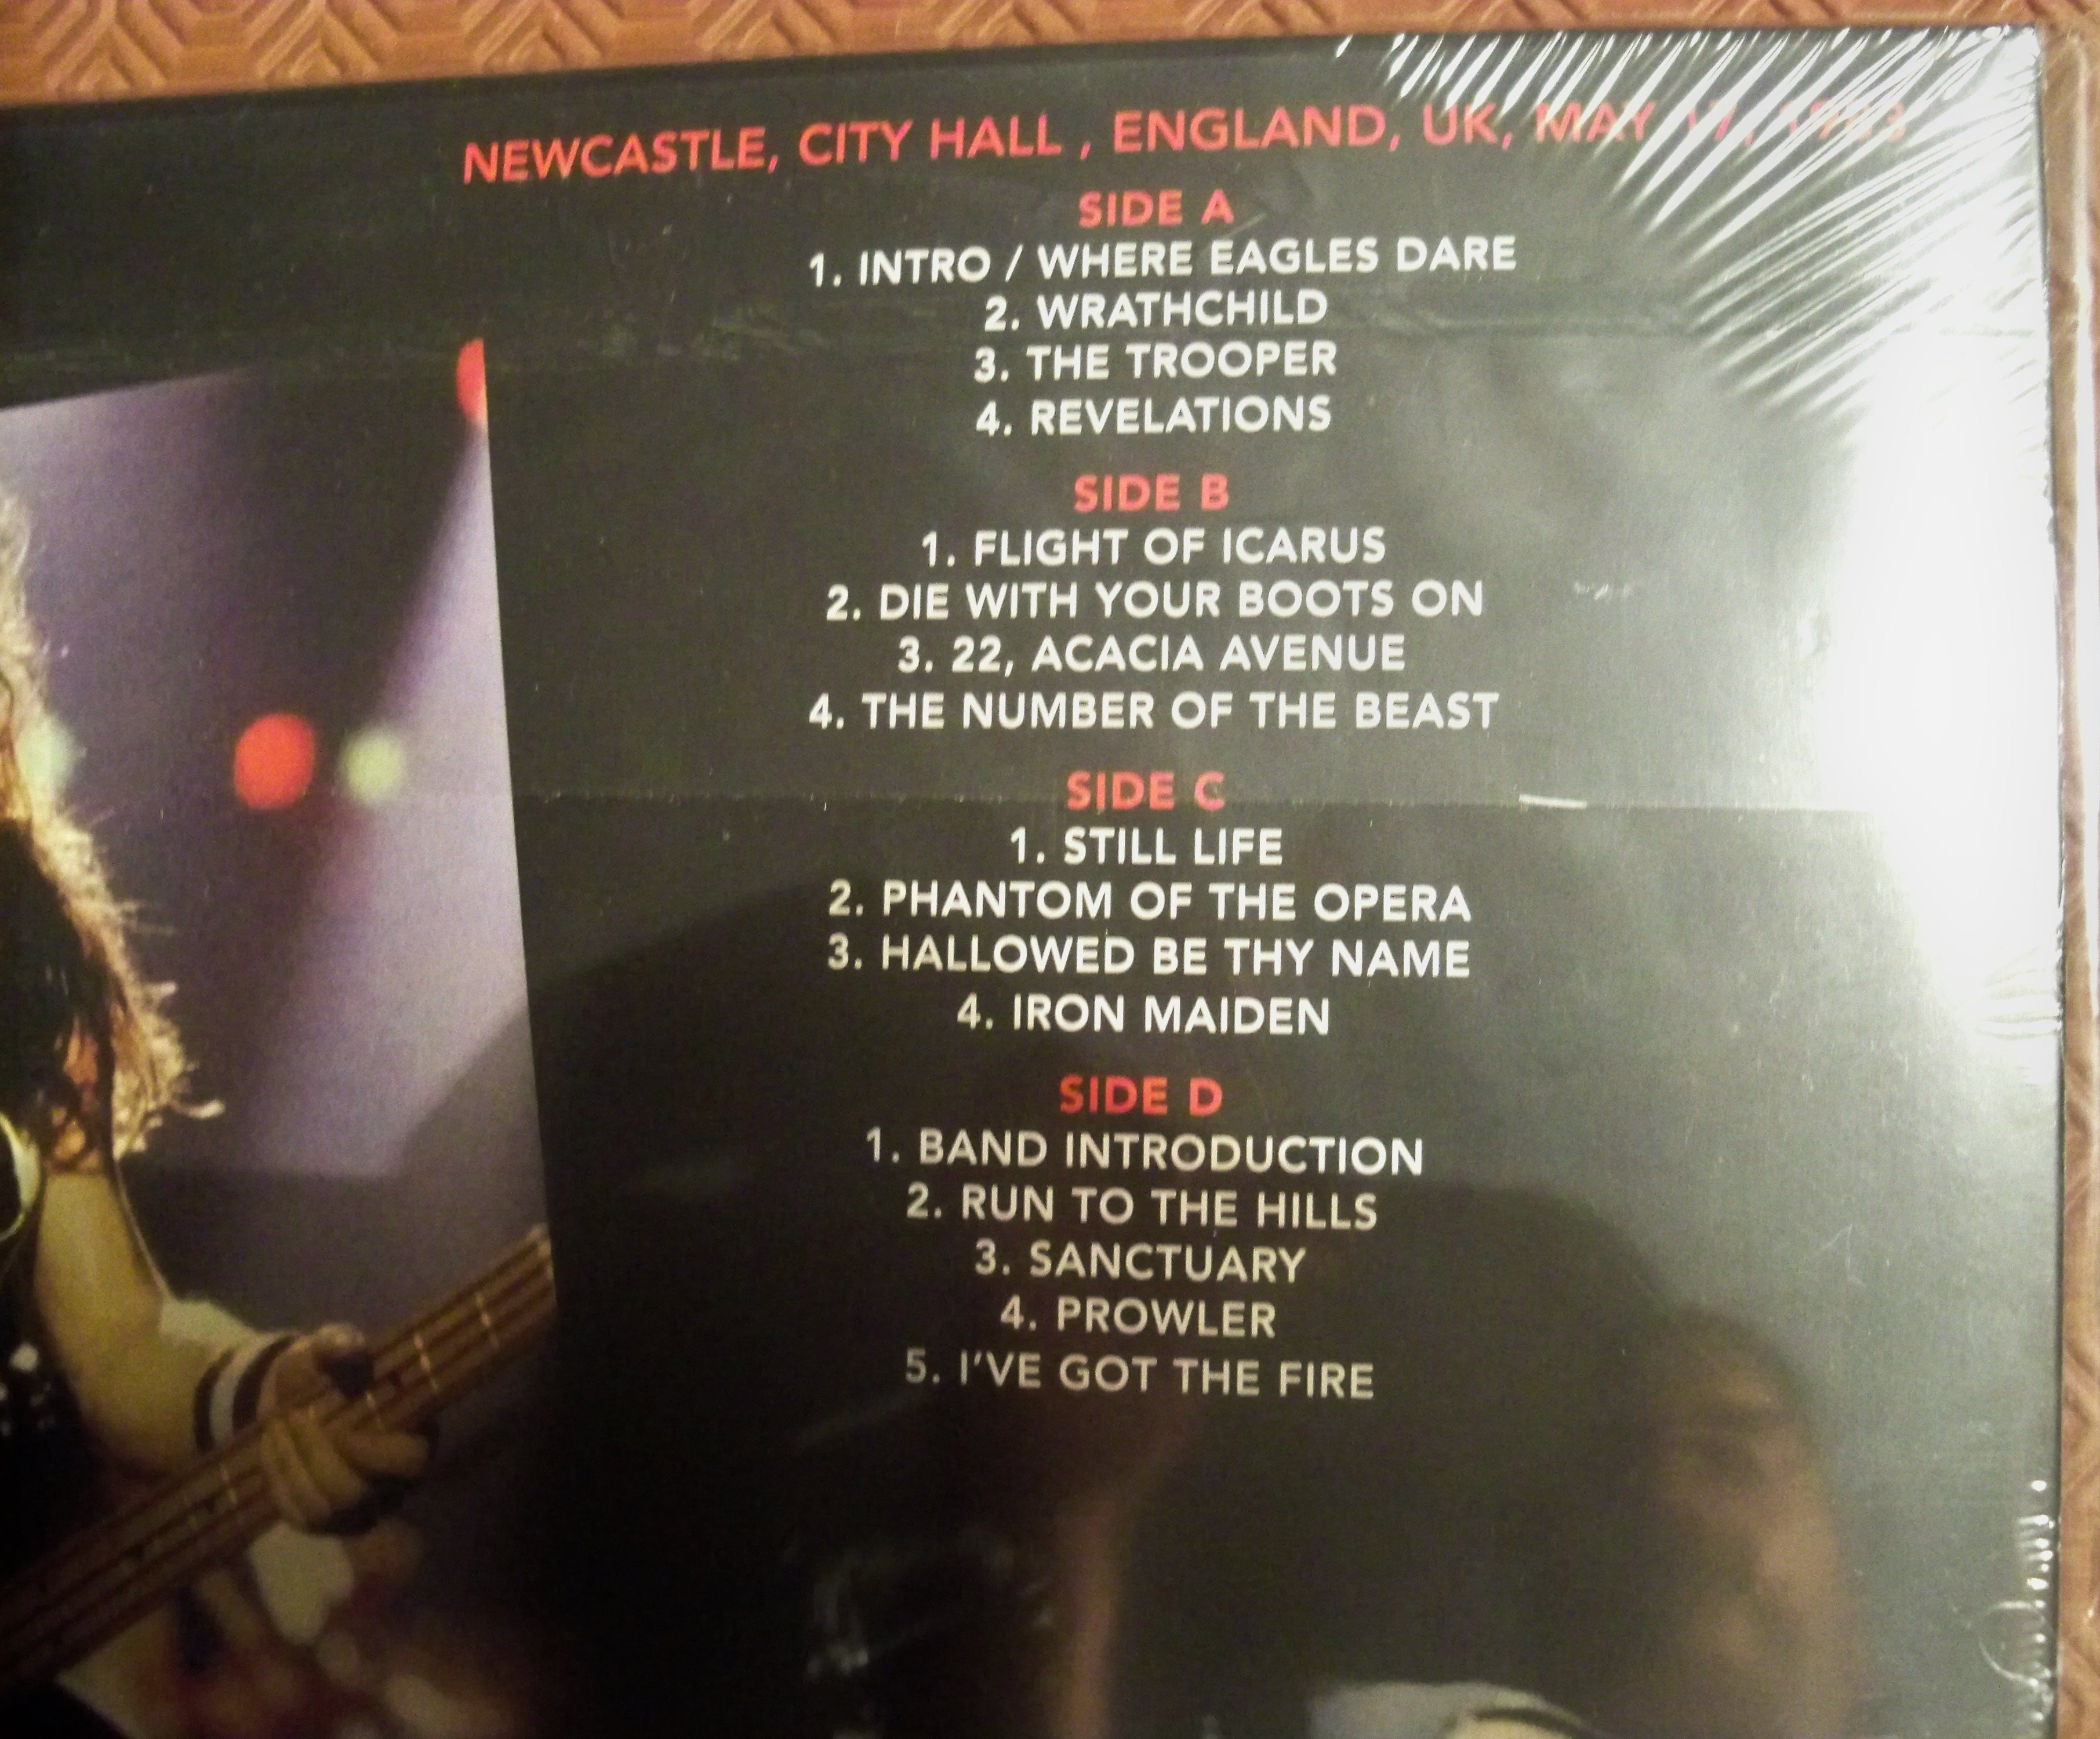 NEWCASTLE, CITY HALL , ENGLAND, UK, MAY 17, 1983
SIDE A
1. INTRO / WHERE EAGLES DARE
2. WRATHCHILD
3. THE TROOPER
4. REVELATIONS
SIDE B
1. FLIGHT OF ICARUS
2. DIE WITH YOUR BOOTS ON
3. 22, ACACIA AVENUE
4. THE NUMBER OF THE BEAST
SIDE C
1. STILL LIFE
2. PHANTOM OF THE OPERA
3. HALLOWED BE THY NAME
4. IRON MAIDEN
SIDE D
1. BAND INTRODUCTION
2. RUN TO THE HILLS
3. SANCTUARY
4. PROWLER
5. I'VE GOT THE FIRE